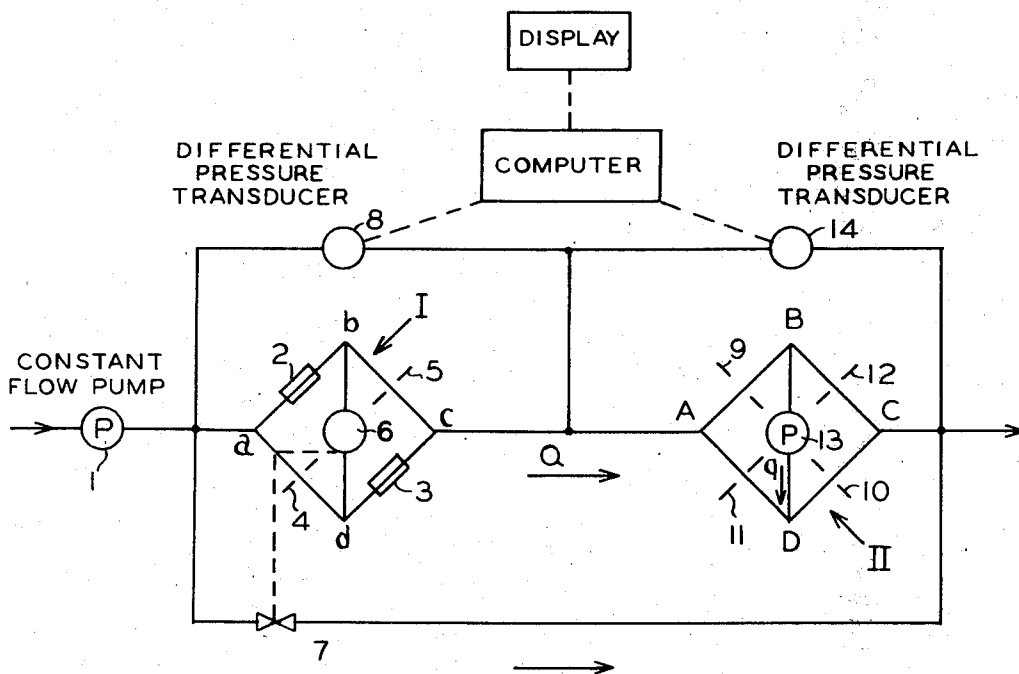 DISPLAY
COMPUTER
DIFFERENTIAL
PRESSURE
TRANSDUCER
DIFFERENTIAL
PRESSURE
TRANSDUCER
8
14
I
b
B
2
5
9
12
CONSTANT
FLOW PUMP
P
1
a
6
c
A
P
13
C
Q
q
4
3
11
10
d
D
II
7